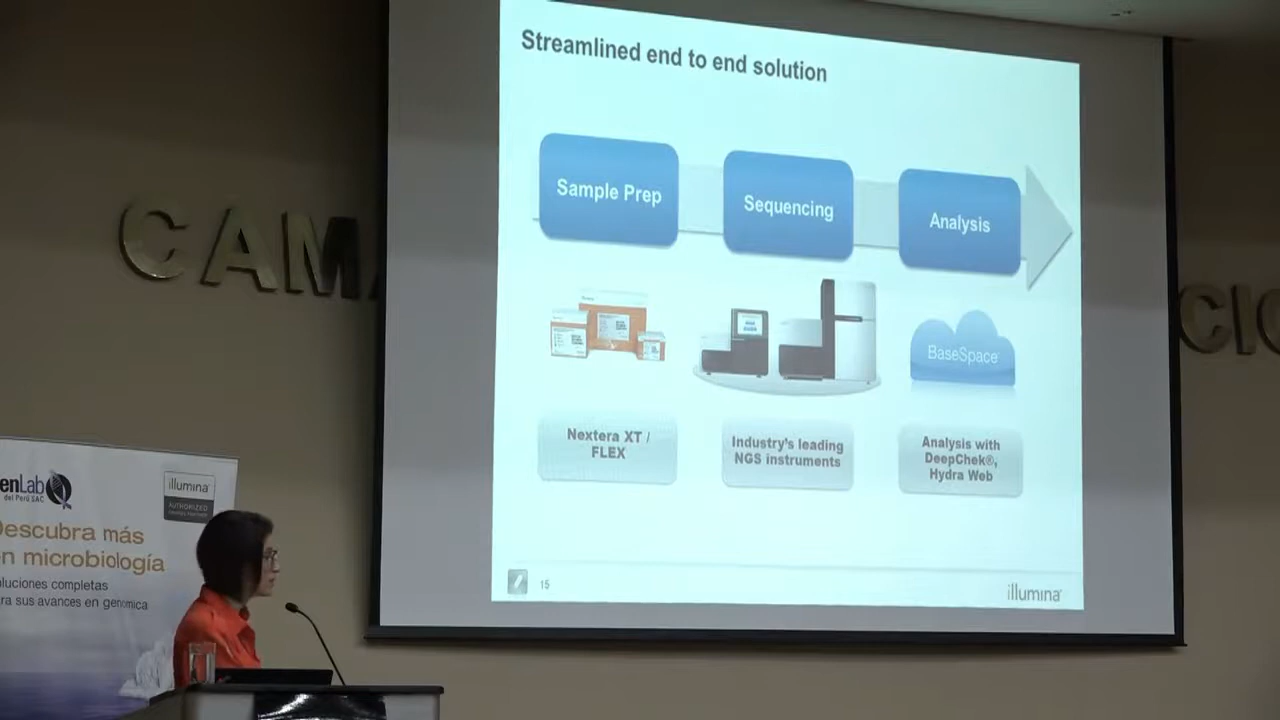 Streamlined end to end solution
Sample Prep
Sequencing
Analysis
BaseSpace
Nextera XT /
FLEX
Industry's leading
NGS instruments
Analysis with
DeepChek®,
Hydra Web
15
illumina
CAMA
CIO
enLab
del Perú SAC
illumina
AUTHORIZED
Descubra más
en microbiología
luciones completas
ra sus avances en genómica